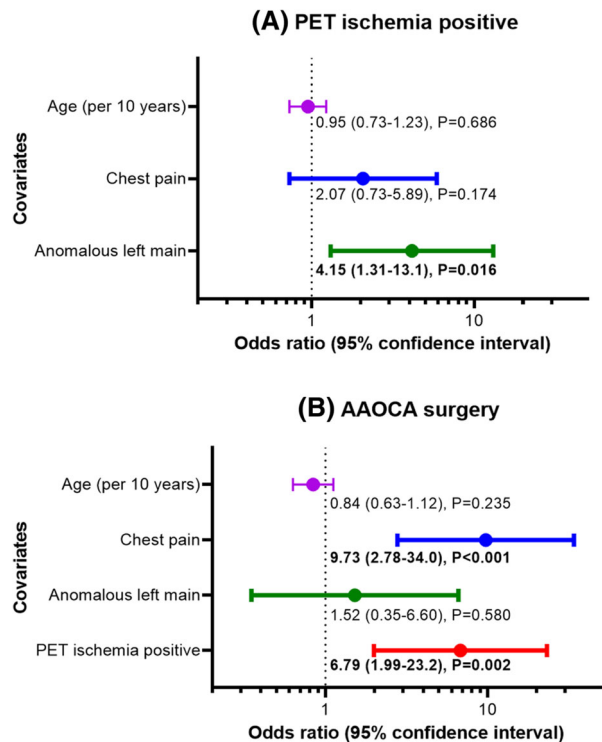 (A) PET ischemia positive
Covariates
Age (per 10 years)
0.95 (0.73-1.23), P=0.686
Chest pain
2.07 (0.73-5.89), P=0.174
Anomalous left main
4.15 (1.31-13.1), P=0.016
1 10
Odds ratio (95% confidence interval)
(B) AAOCA surgery
Covariates
Age (per 10 years)
0.84 (0.63-1.12), P=0.235
Chest pain
9.73 (2.78-34.0), P<0.001
Anomalous left main
1.52 (0.35-6.60), P=0.580
PET ischemia positive
6.79 (1.99-23.2), P=0.002
1 10
Odds ratio (95% confidence interval)